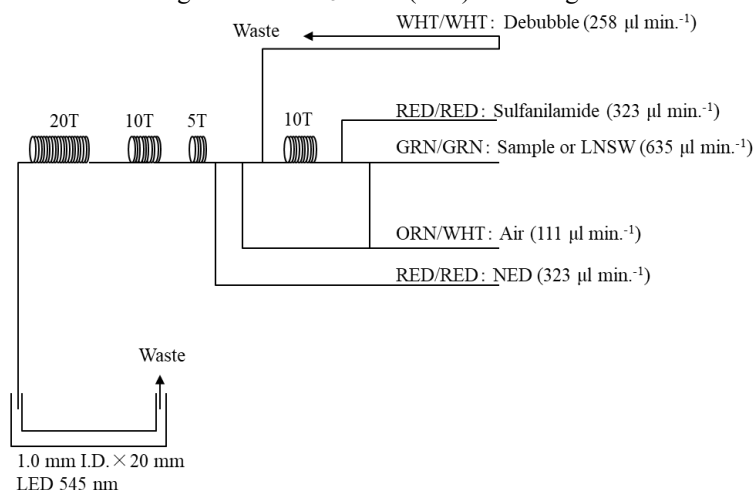 Waste
WHT/WHT: Debubble (258 μl min.-1)
20T
10T
5T
10T
RED/RED: Sulfanilamide (323 μl min.-1)
GRN/GRN: Sample or LNSW (635 μl min.-1)
ORN/WHT: Air (111 μl min.-1)
RED/RED: NED (323 μl min.-1)
Waste
1.0 mm I.D.×20 mm
LED 545 nm